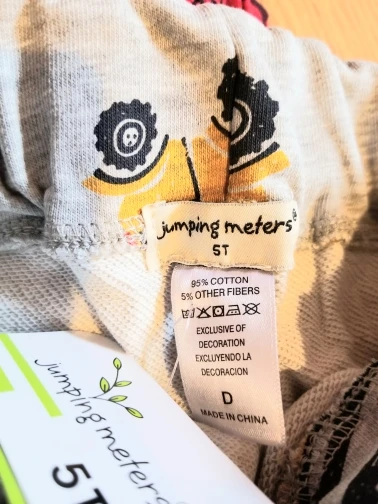 jumping meters®
5T
95% COTTON
5% OTHER FIBERS
EXCLUSIVE OF
DECORATION
EXCLUYENDO LA
DECORACION
D
MADE IN CHINA
jumping meters
5T